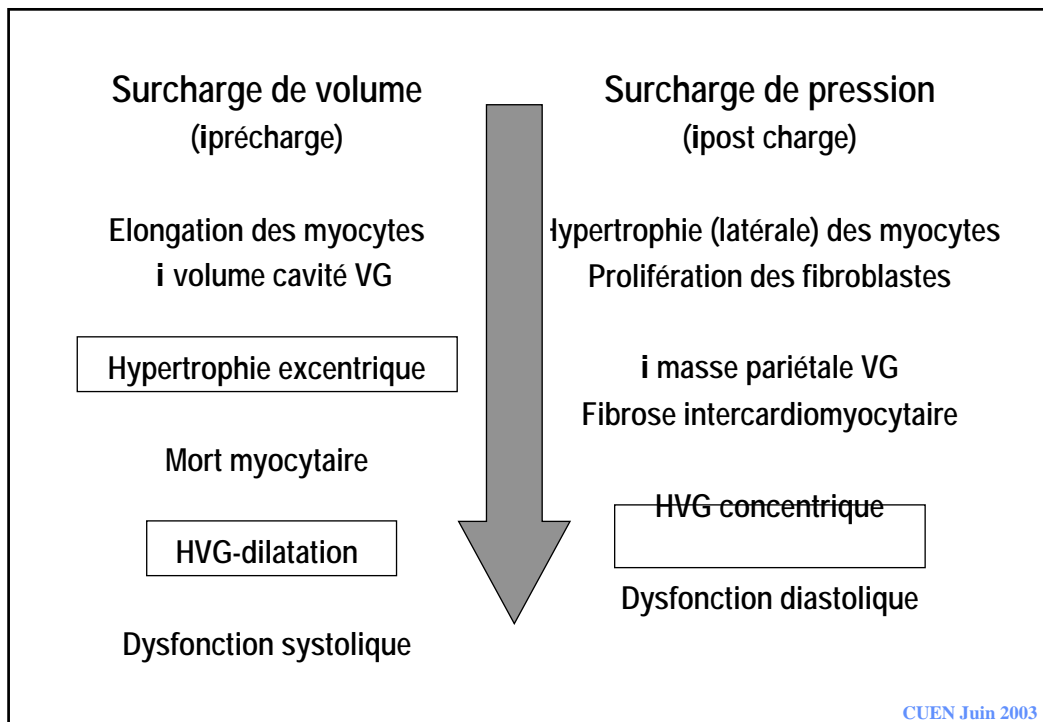 Surcharge de volume
(iprécharge)
Elongation des myocytes
i volume cavité VG
Hypertrophie excentrique
Mort myocytaire
HVG-dilatation
Dysfonction systolique
Surcharge de pression
(ipost charge)
Hypertrophie (latérale) des myocytes
Prolifération des fibroblastes
i masse pariétale VG
Fibrose intercardiomyocytaire
HVG concentrique
Dysfonction diastolique
CUEN Juin 2003